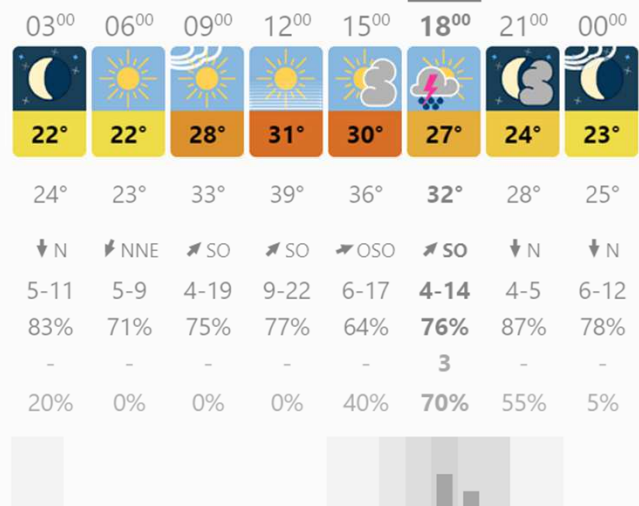 03⁰⁰ 06⁰⁰ 09⁰⁰ 12⁰⁰ 15⁰⁰ 18⁰⁰ 21⁰⁰ 00⁰⁰
22° 22° 28° 31° 30° 27° 24° 23°
24° 23° 33° 39° 36° 32° 28° 25°
N NNE SO SO OSO SO N N
5-11 5-9 4-19 9-22 6-17 4-14 4-5 6-12
83% 71% 75% 77% 64% 76% 87% 78%
- - - - - 3 - -
20% 0% 0% 0% 40% 70% 55% 5%